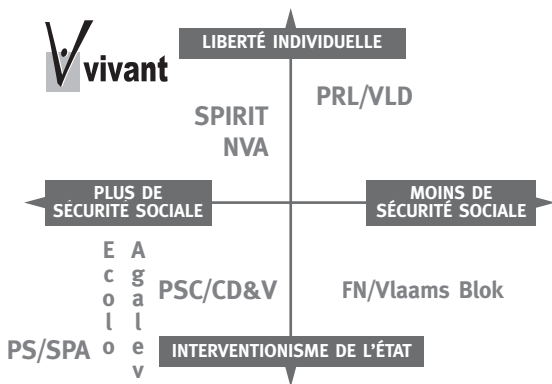 LIBERTÉ INDIVIDUELLE
vivant
PRL/VLD
SPIRIT
NVA
PLUS DE
SÉCURITÉ SOCIALE
MOINS DE
SÉCURITÉ SOCIALE
Ecolo
Agalev
PSC/CD&V
FN/Vlaams Blok
PS/SPA
INTERVENTIONISME DE L'ÉTAT